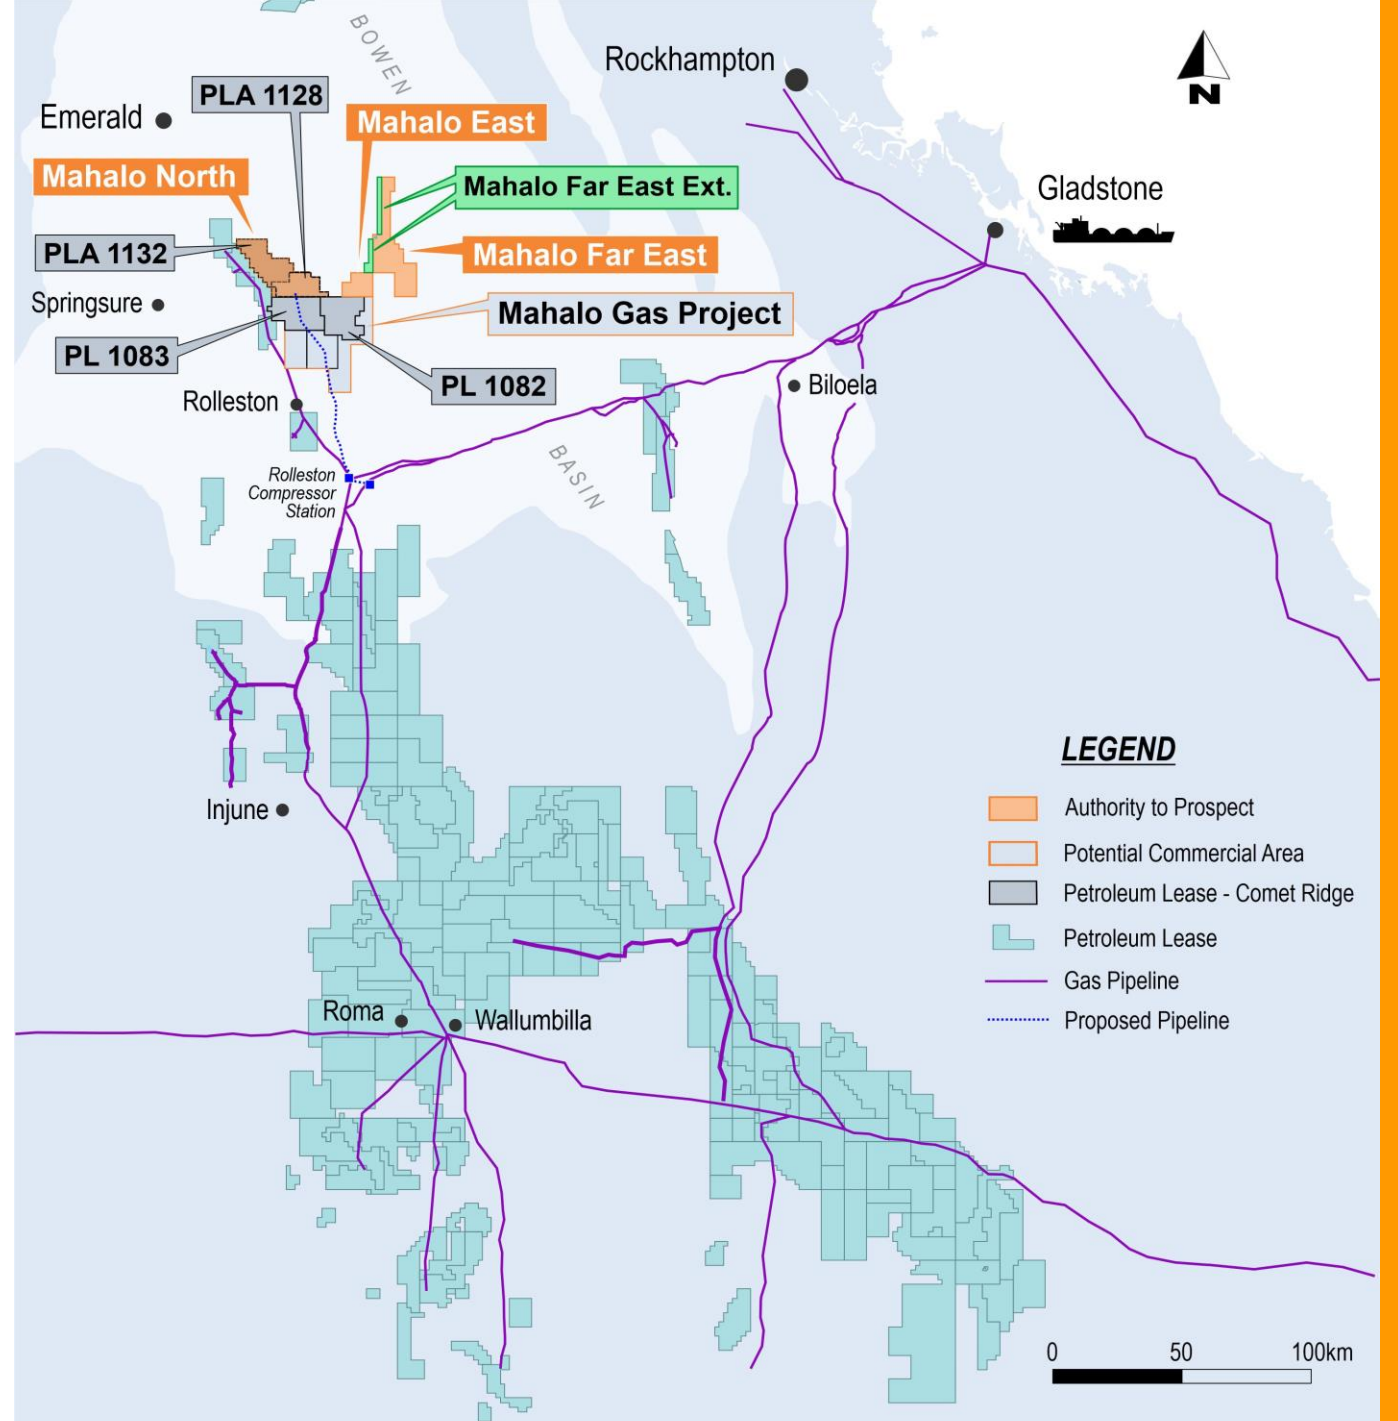 BOWEN
Rockhampton
N
PLA 1128
Emerald
Mahalo East
Mahalo North
Mahalo Far East Ext.
Gladstone
PLA 1132
Mahalo Far East
Springsure
Mahalo Gas Project
PL 1083
PL 1082
Biloela
Rolleston
BASIN
Rolleston
Compressor
Station
LEGEND
Injune
Authority to Prospect
Potential Commercial Area
Petroleum Lease - Comet Ridge
Petroleum Lease
Gas Pipeline
Roma
Wallumbilla
Proposed Pipeline
0 50 100km